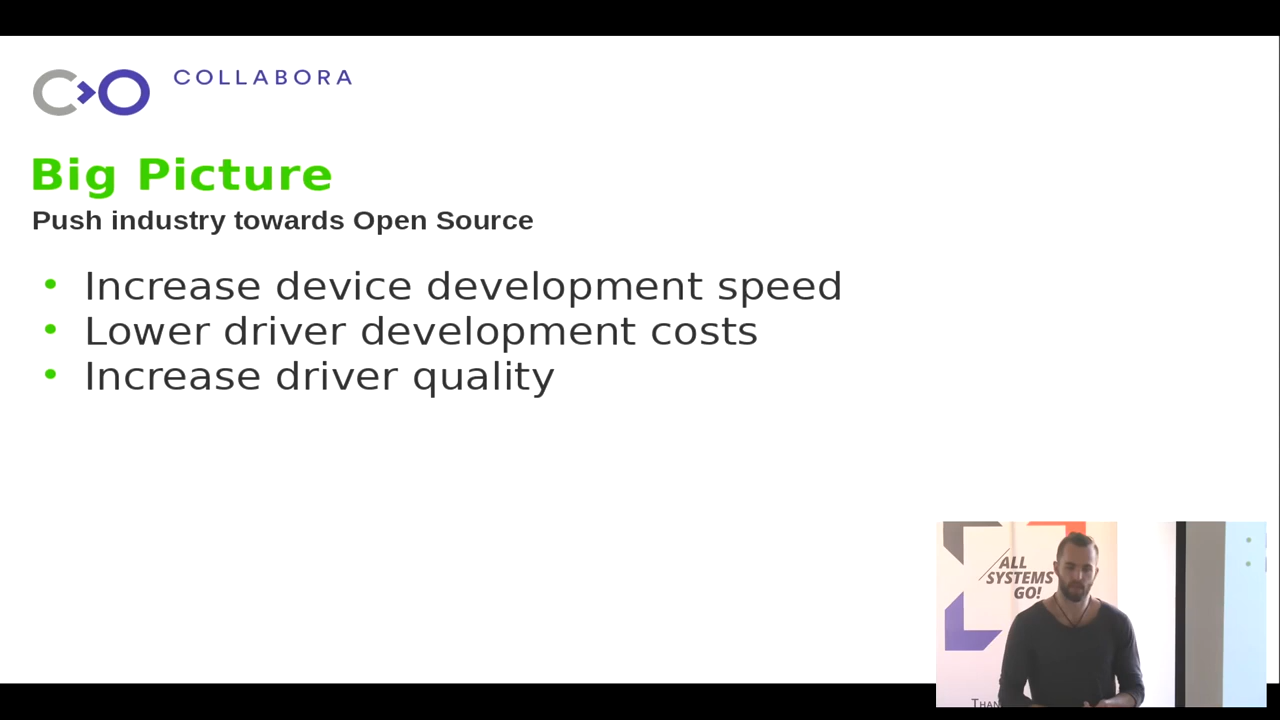 COLLABORA
Big Picture
Push industry towards Open Source
• Increase device development speed
• Lower driver development costs
• Increase driver quality
ALL
SYSTEMS
GO!